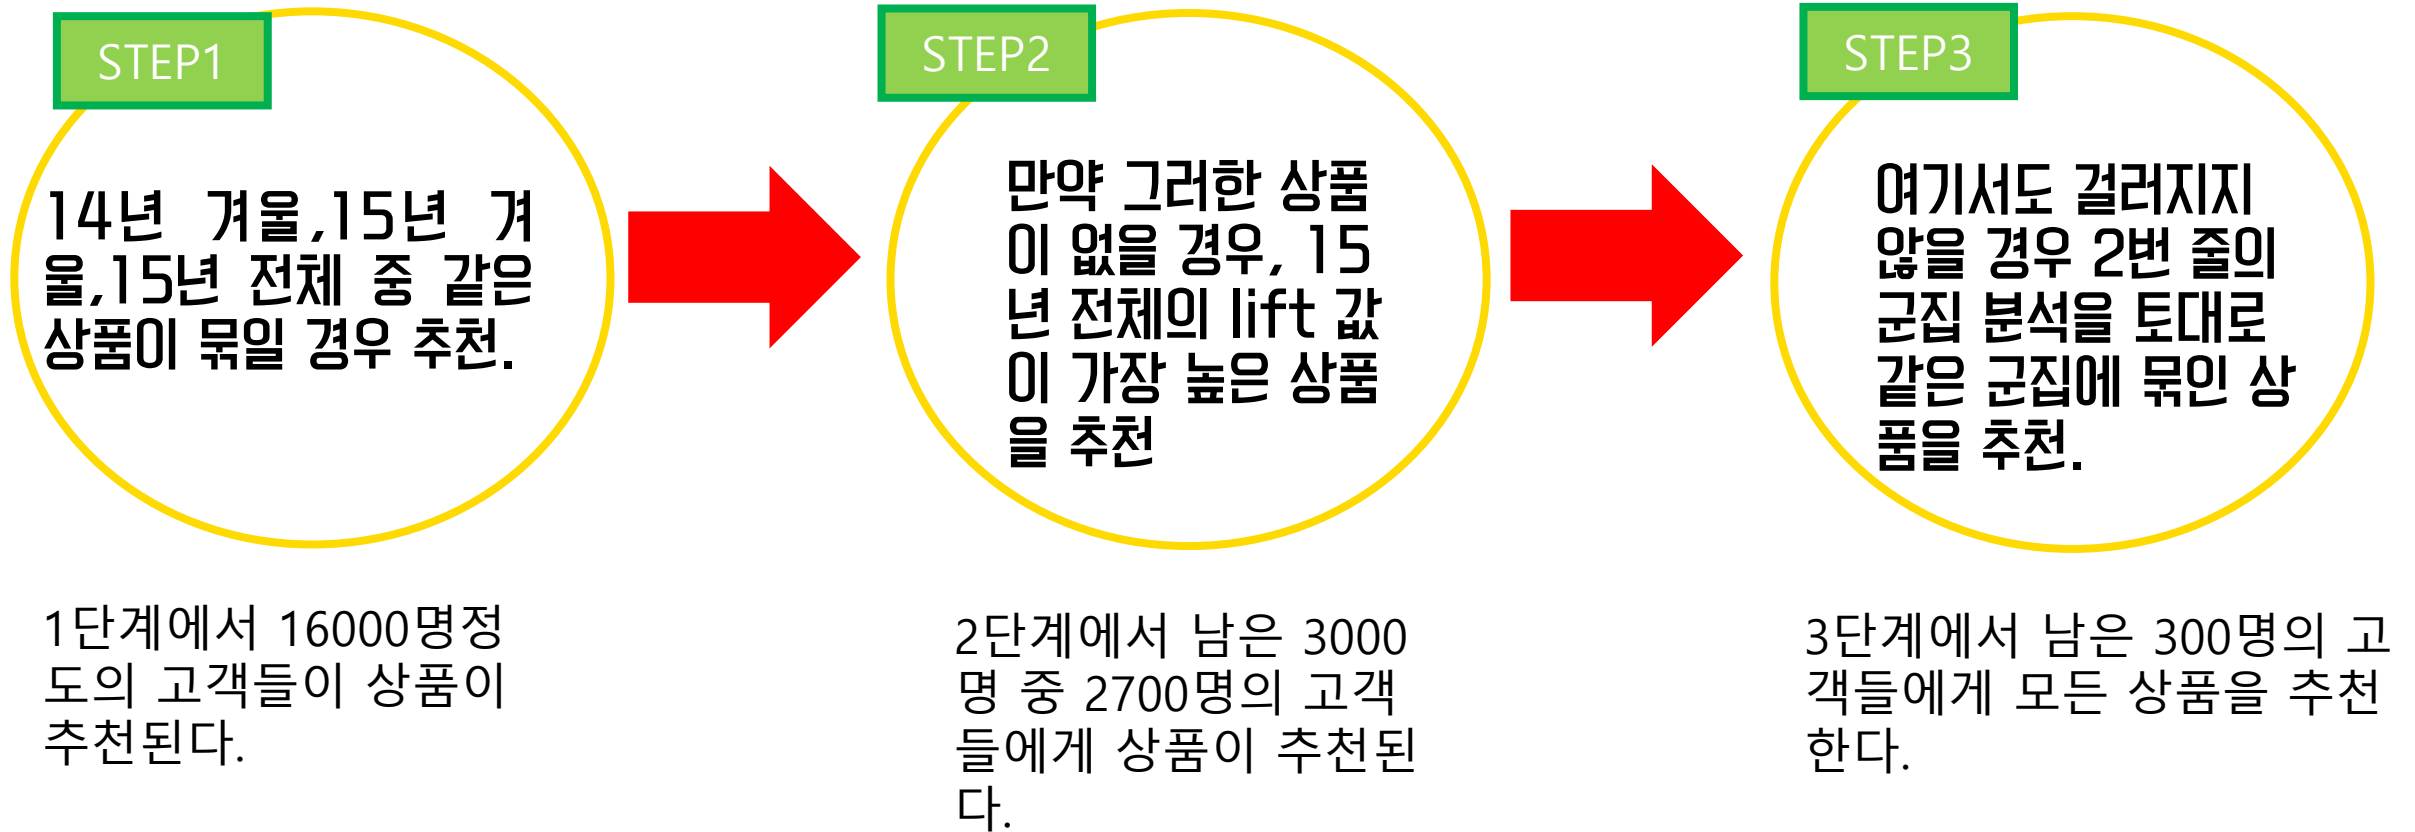 STEP1
14년 겨울,15년 겨
울,15년 전체 중 같은
상품이 묶일 경우 추천.
1단계에서 16000명정
도의 고객들이 상품이
추천된다.
STEP2
만약 그러한 상품
이 없을 경우, 15
년 전체의 lift 값
이 가장 높은 상품
을 추천
2단계에서 남은 3000
명 중 2700명의 고객
들에게 상품이 추천된
다.
STEP3
여기서도 걸러지지
않을 경우 2번 줄의
군집 분석을 토대로
같은 군집에 묶인 상
품을 추천.
3단계에서 남은 300명의 고
객들에게 모든 상품을 추천
한다.